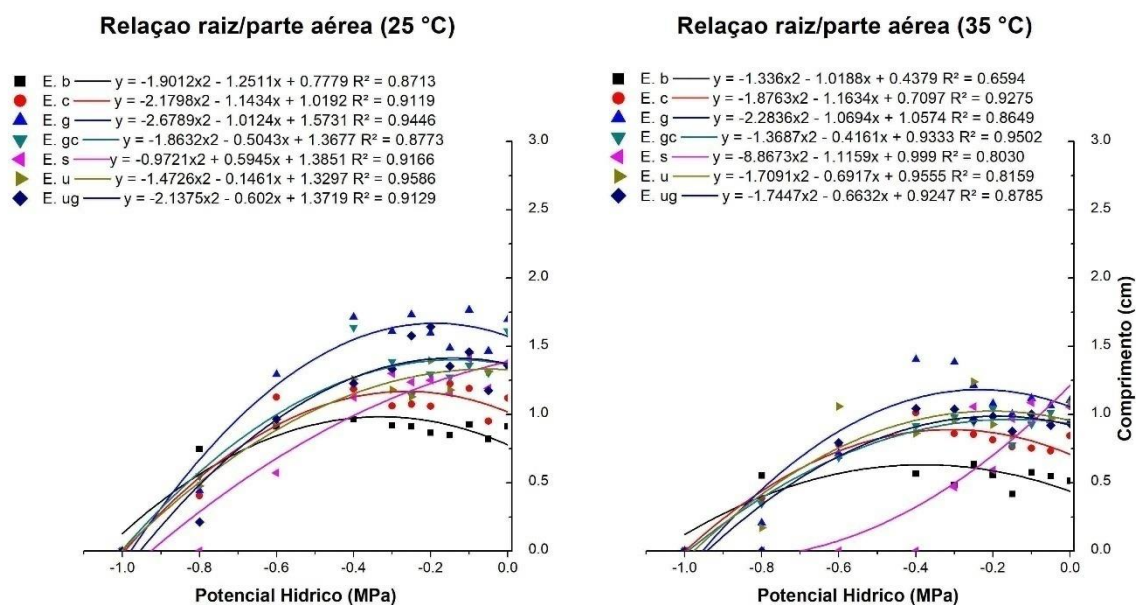 Relaçao raiz/parte aérea (25 °C)
E. b y = -1.9012x2 - 1.2511x + 0.7779 R² = 0.8713
E. c y = -2.1798x2 - 1.1434x + 1.0192 R² = 0.9119
E. g y = -2.6789x2 - 1.0124x + 1.5731 R² = 0.9446
E. gc y = -1.8632x2 - 0.5043x + 1.3677 R² = 0.8773
E. s y = -0.9721x2 + 0.5945x + 1.3851 R² = 0.9166
E. u y = -1.4726x2 - 0.1461x + 1.3297 R² = 0.9586
E. ug y = -2.1375x2 - 0.602x + 1.3719 R² = 0.9129
3.0
2.5
2.0
1.5
1.0
0.5
0.0
-1.0 -0.8 -0.6 -0.4 -0.2 0.0
Potencial Hidrico (MPa)
Relaçao raiz/parte aérea (35 °C)
E. b y = -1.336x2 - 1.0188x + 0.4379 R² = 0.6594
E. c y = -1.8763x2 - 1.1634x + 0.7097 R² = 0.9275
E. g y = -2.2836x2 - 1.0694x + 1.0574 R² = 0.8649
E. gc y = -1.3687x2 - 0.4161x + 0.9333 R² = 0.9502
E. s y = -8.8673x2 - 1.1159x + 0.999 R² = 0.8030
E. u y = -1.7091x2 - 0.6917x + 0.9555 R² = 0.8159
E. ug y = -1.7447x2 - 0.6632x + 0.9247 R² = 0.8785
3.0
2.5
2.0
1.5
1.0
0.5
0.0
Comprimento (cm)
-1.0 -0.8 -0.6 -0.4 -0.2 0.0
Potencial Hidrico (MPa)